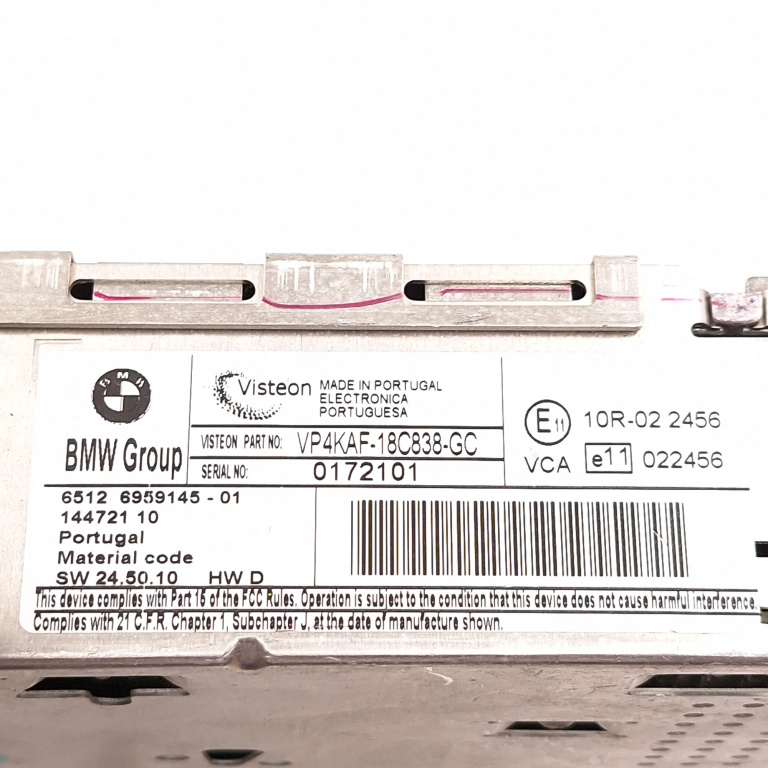 BMW
BMW Group
Visteon
MADE IN PORTUGAL
ELECTRONICA
PORTUGUESA
VISTEON PART NO: VP4KAF-18C838-GC
SERIAL NO: 0172101
E11 10R-02 2456
VCA e11 022456
6512 6959145 - 01
144721 10
Portugal
Material code
SW 24.50.10 HW D
This device complies with Part 15 of the FCC Rules. Operation is subject to the condition that this device does not cause harmful interference.
Complies with 21 C.F.R. Chapter 1, Subchapter J, at the date of manufacture shown.